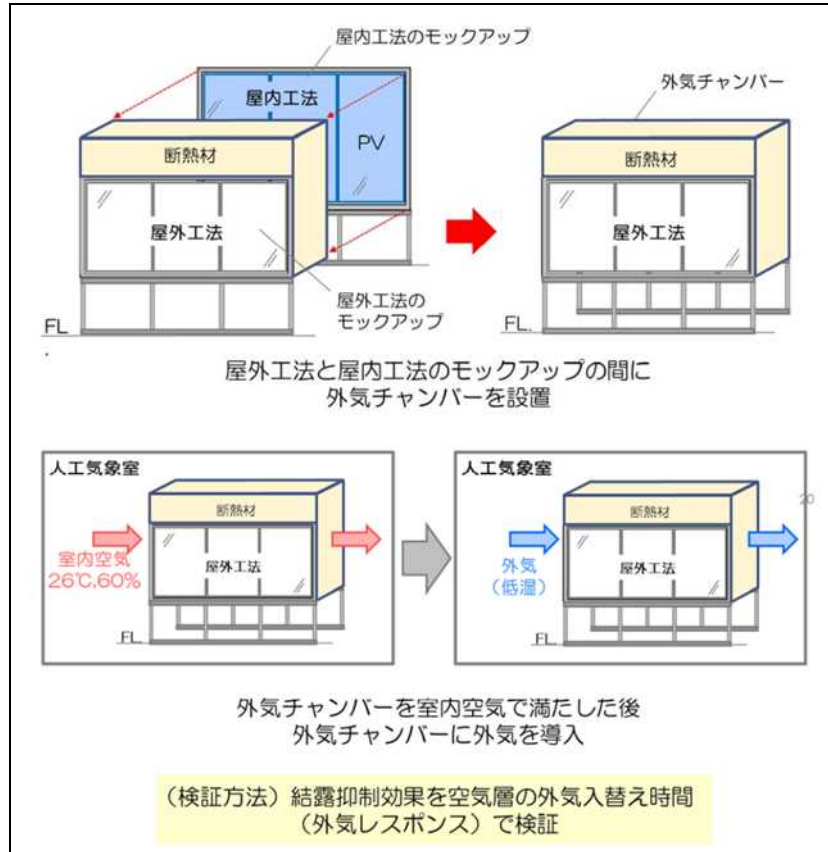 屋内工法のモックアップ
屋内工法
PV
断熱材
屋外工法
屋外工法の
モックアップ
FL
.
外気チャンバー
断熱材
屋外工法
FL.
屋外工法と屋内工法のモックアップの間に
外気チャンバーを設置
人工気象室
断熱材
室内空気
26℃.60%
屋外工法
FL
人工気象室
20
断熱材
外気
(低湿)
屋外工法
FL
外気チャンバーを室内空気で満たした後
外気チャンバーに外気を導入
(検証方法)結露抑制効果を空気層の外気入替え時間
(外気レスポンス)で検証